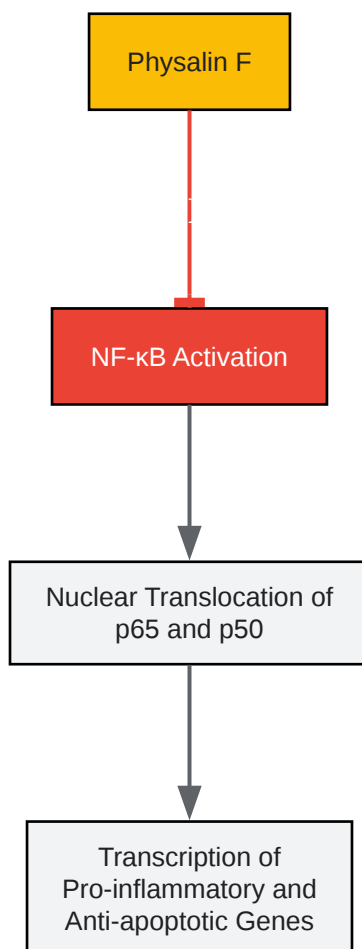 Physalin F
NF-κB Activation
Nuclear Translocation of
p65 and p50
Transcription of
Pro-inflammatory and
Anti-apoptotic Genes